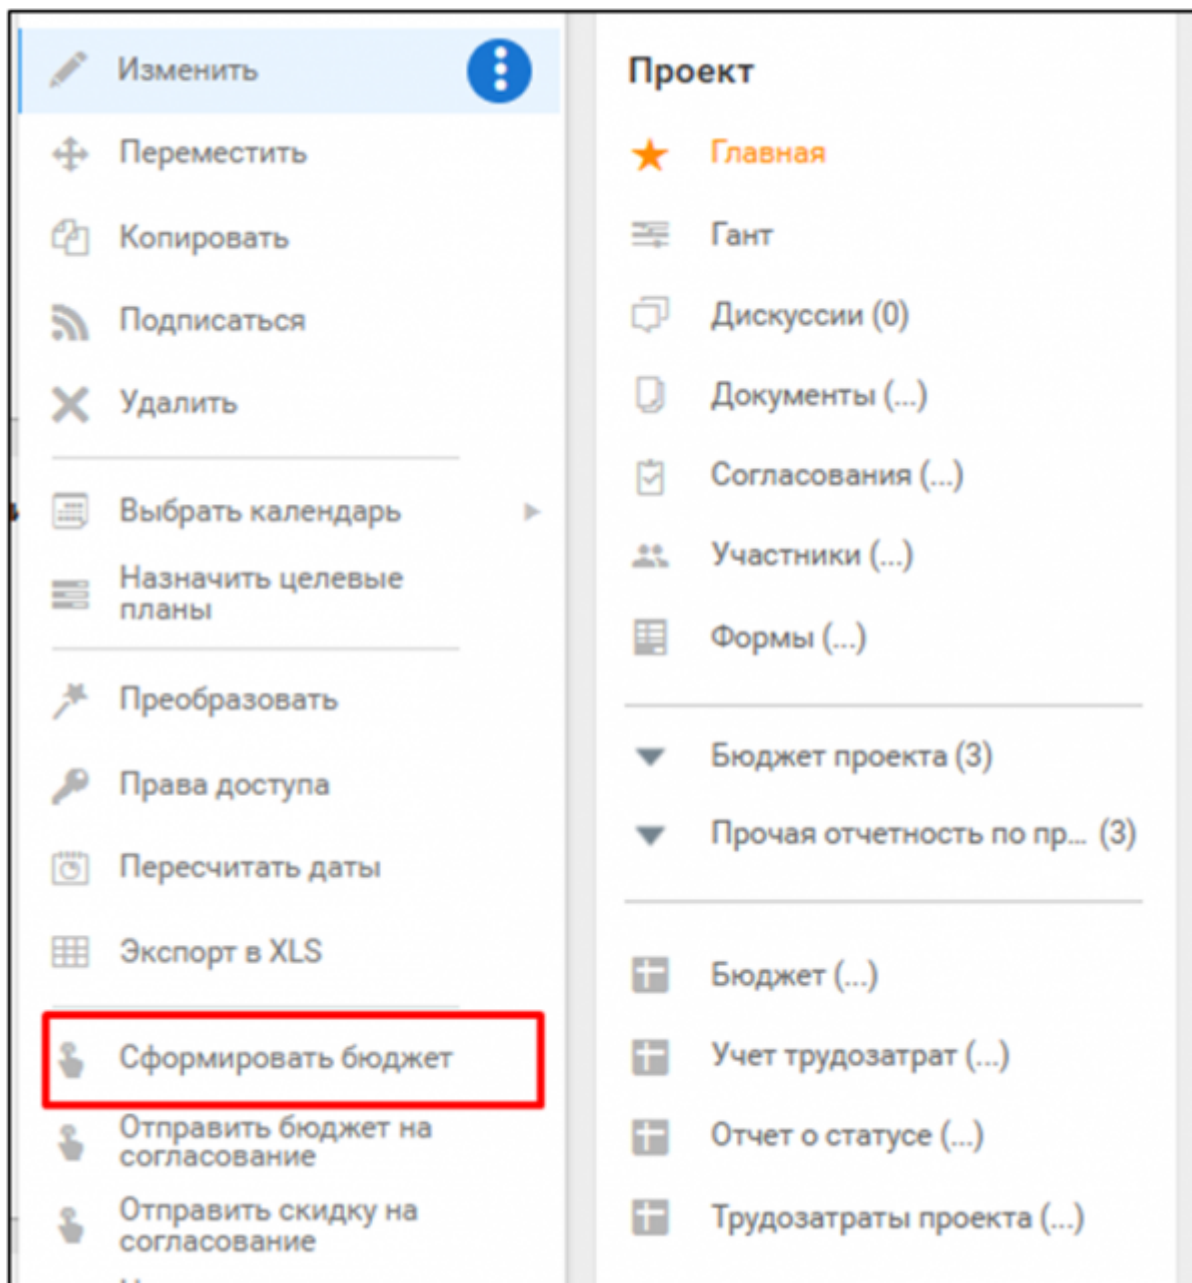 Изменить
Переместить
Копировать
Подписаться
Удалить
Выбрать календарь
Назначить целевые
планы
Преобразовать
Права доступа
Пересчитать даты
Экспорт в XLS
Сформировать бюджет
Отправить бюджет на
согласование
Отправить скидку на
согласование
Проект
Главная
Гант
Дискуссии (0)
Документы (...)
Согласования (...)
Участники (...)
Формы (...)
Бюджет проекта (3)
Прочая отчетность по пр... (3)
Бюджет (...)
Учет трудозатрат (...)
Отчет о статусе (...)
Трудозатраты проекта (...)